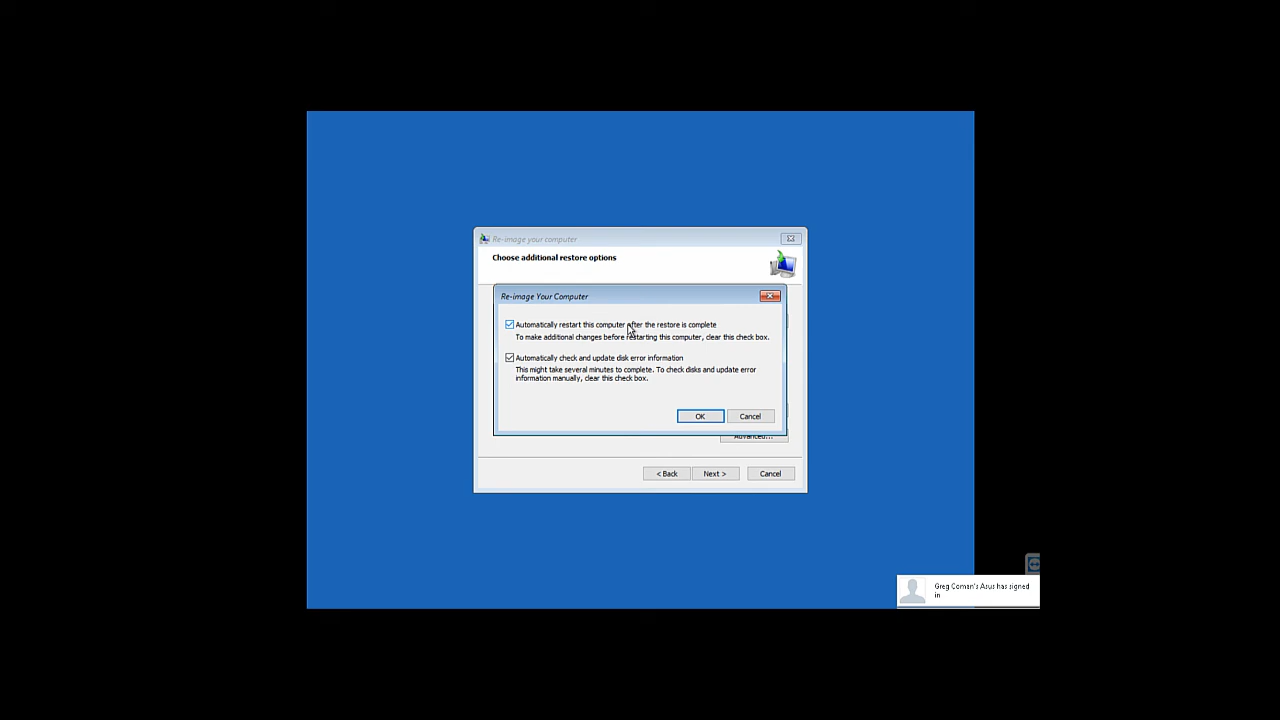 Re-image your computer
Choose additional restore options
Re-image Your Computer
Automatically restart this computer after the restore is complete
To make additional changes before restarting this computer, clear this check box.
Automatically check and update disk error information
This might take several minutes to complete. To check disks and update error
information manually, clear this check box.
OK Cancel
Advanced...
< Back Next > Cancel
Greg Coman's Asus has signed
in